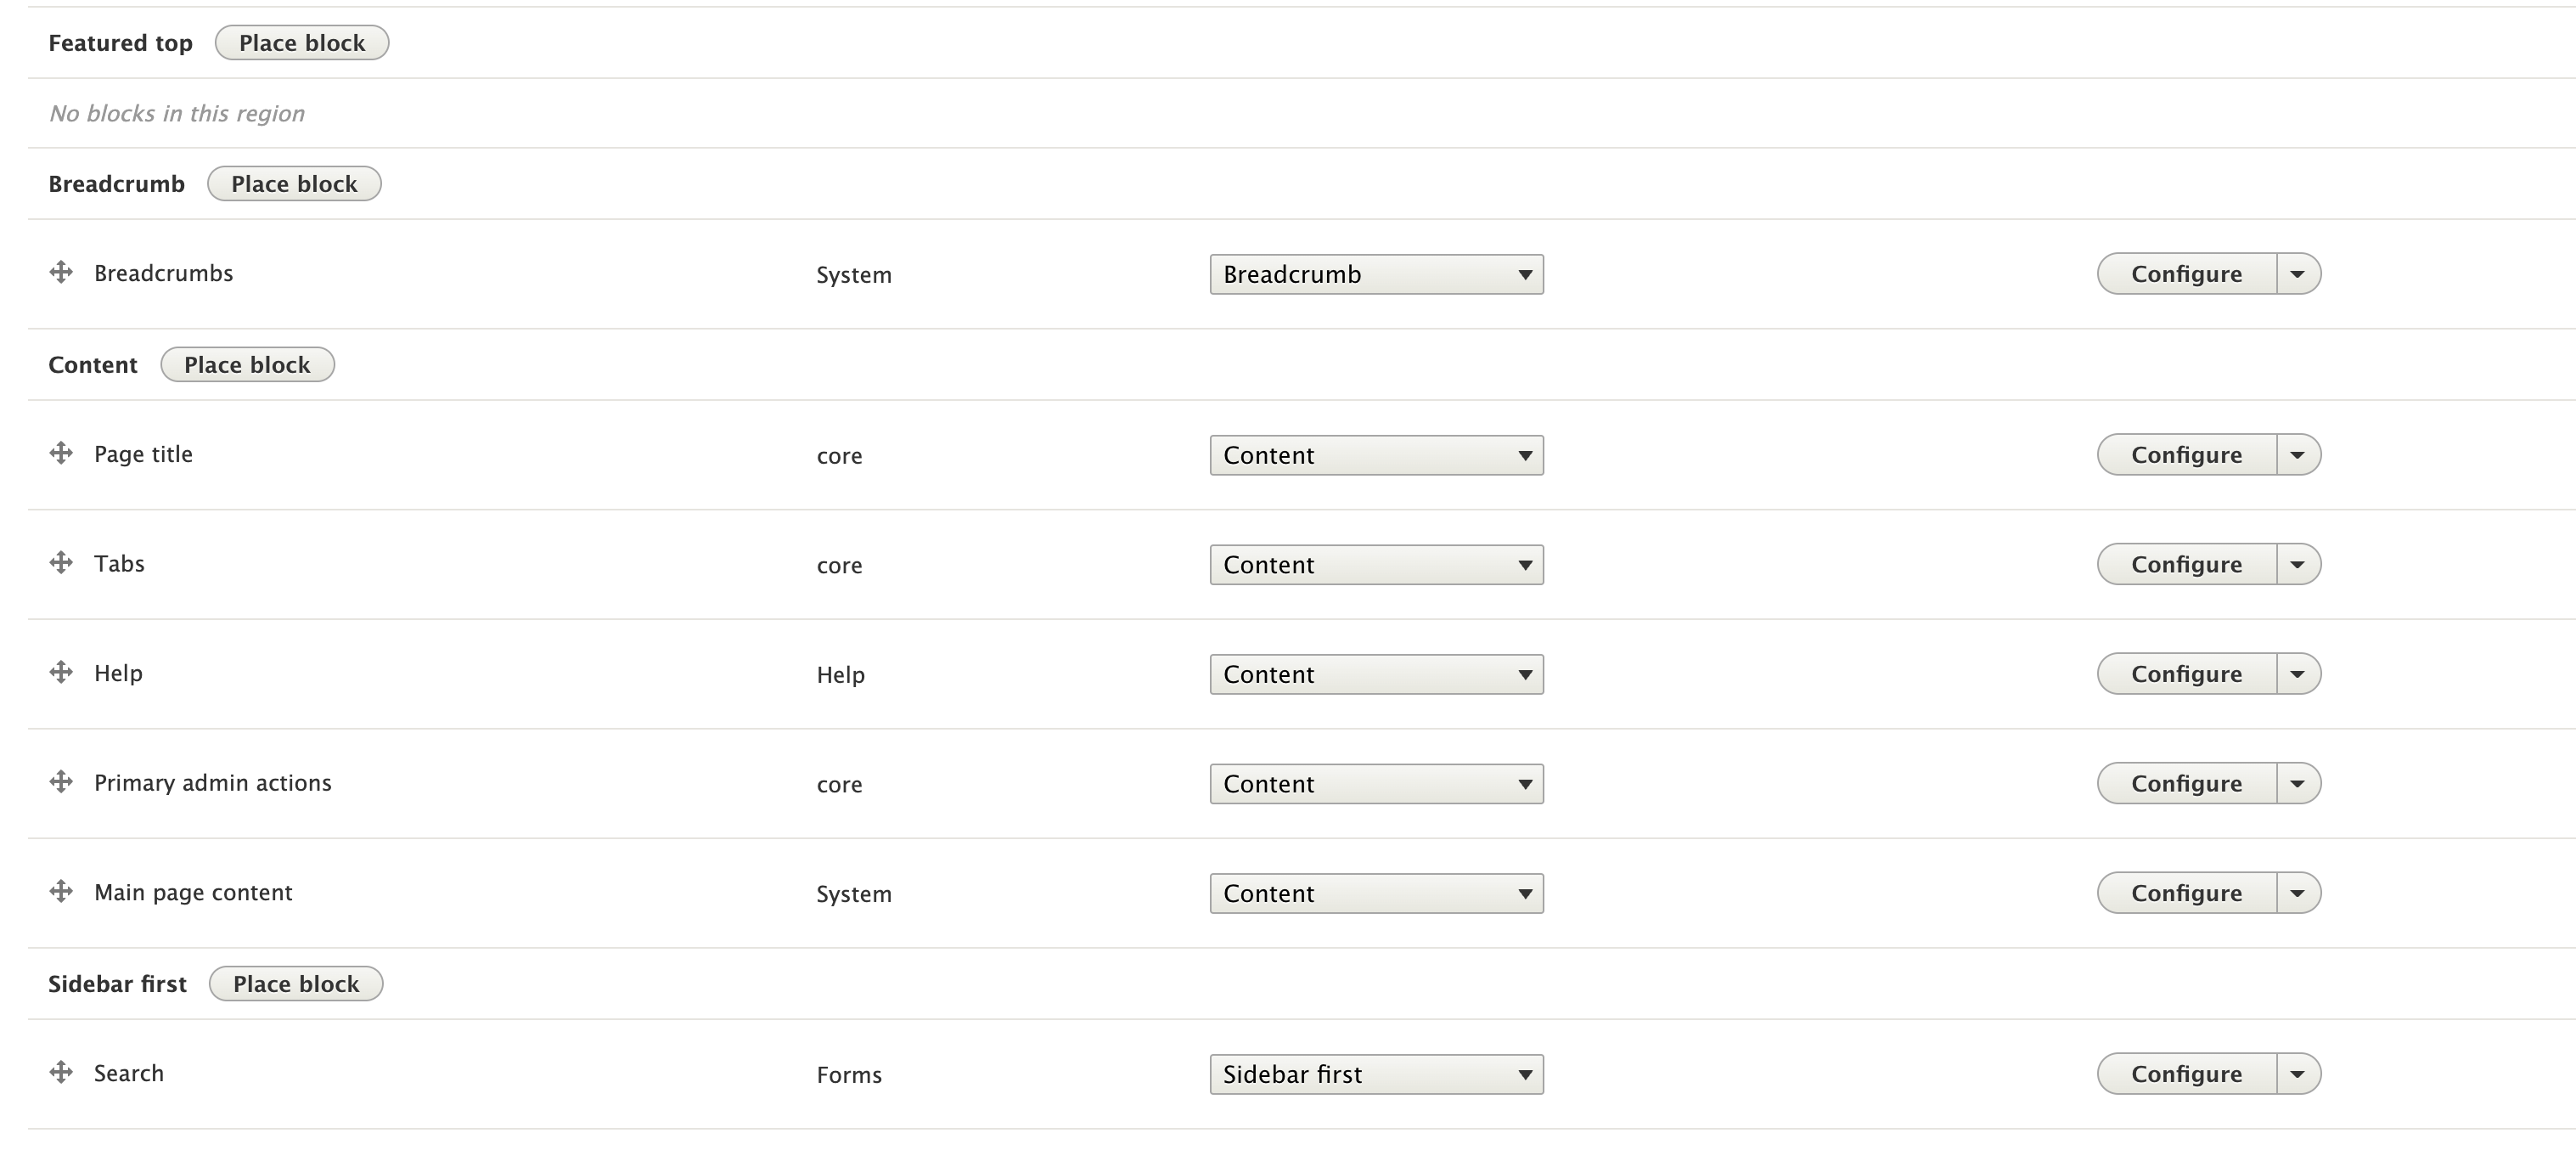 Featured top Place block
No blocks in this region
Breadcrumb Place block
Breadcrumbs System Breadcrumb Configure
Content Place block
Page title core Content Configure
Tabs core Content Configure
Help Help Content Configure
Primary admin actions core Content Configure
Main page content System Content Configure
Sidebar first Place block
Search Forms Sidebar first Configure